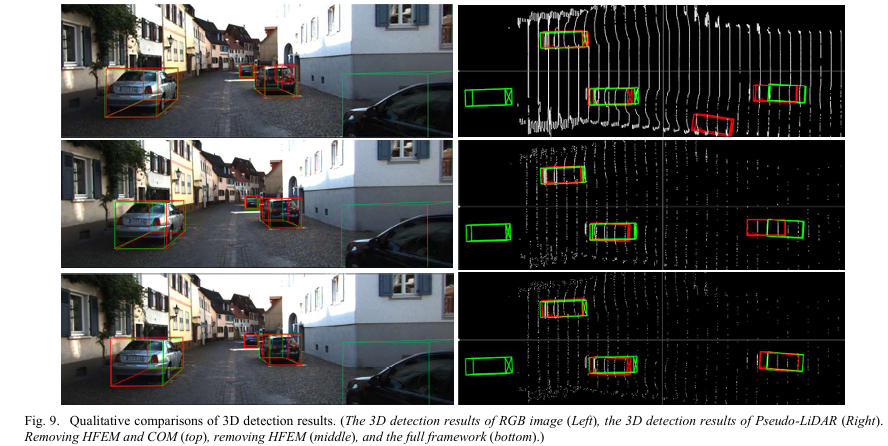 Fig. 9. Qualitative comparisons of 3D detection results. (The 3D detection results of RGB image (Left), the 3D detection results of Pseudo-LiDAR (Right).
Removing HFEM and COM (top), removing HFEM (middle), and the full framework (bottom).)